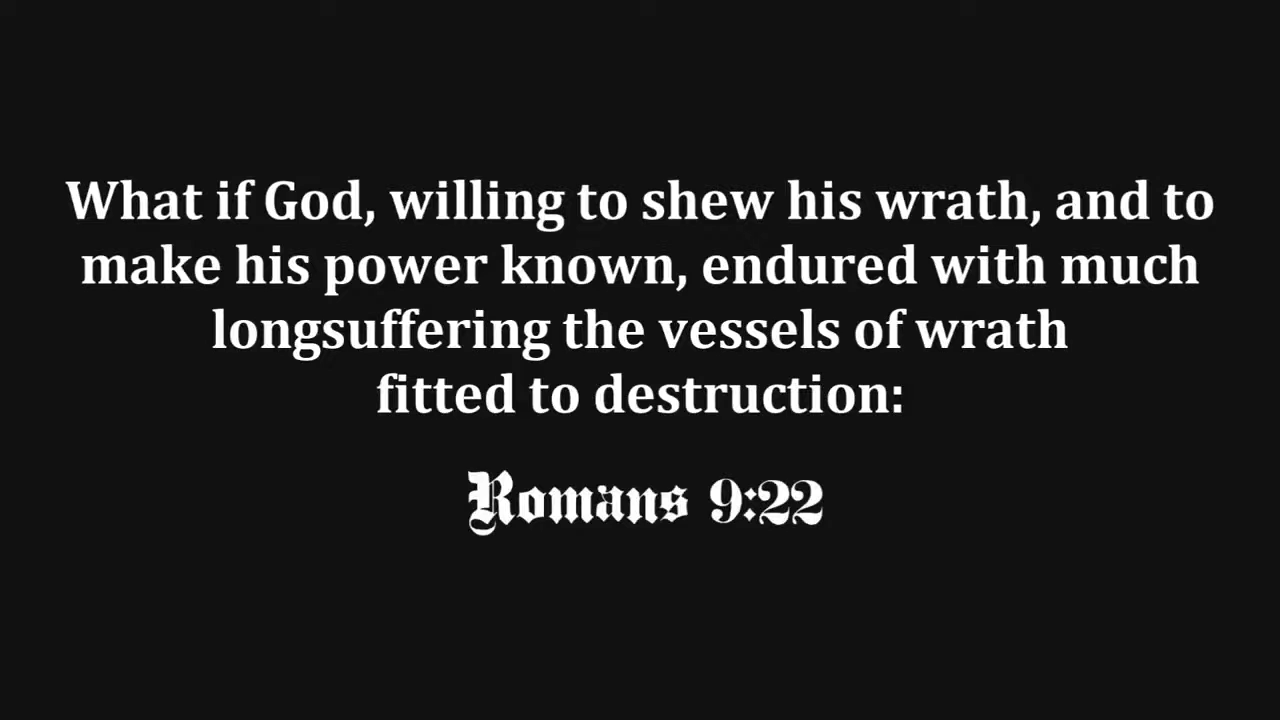 What if God, willing to shew his wrath, and to
make his power known, endured with much
longsuffering the vessels of wrath
fitted to destruction:
Romans 9:22